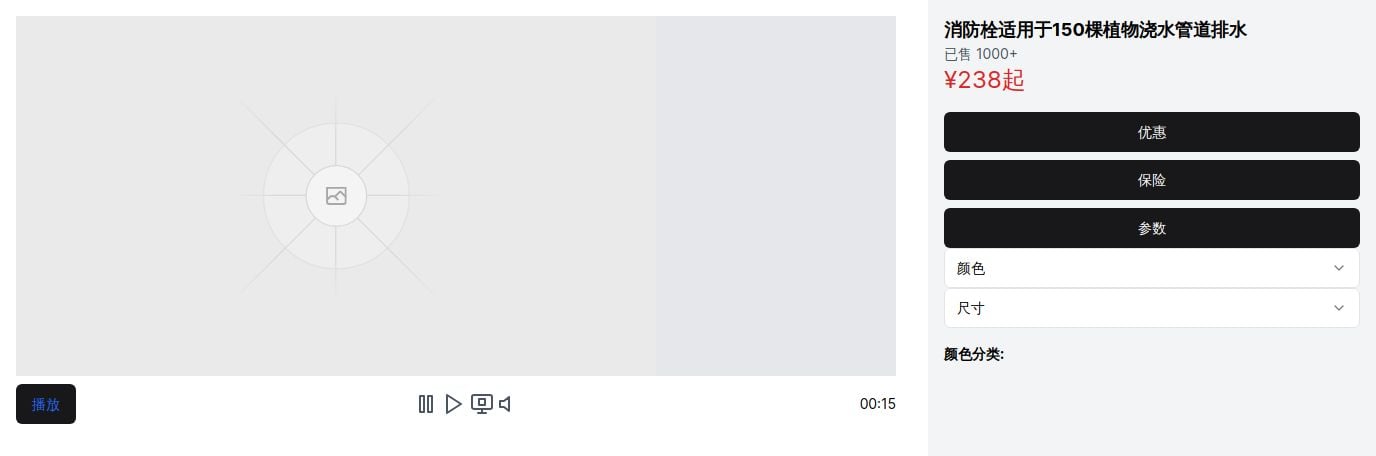 消防栓适用于150棵植物浇水管道排水
已售 1000+
¥238起
优惠
保险
参数
颜色
尺寸
颜色分类:
播放
00:15